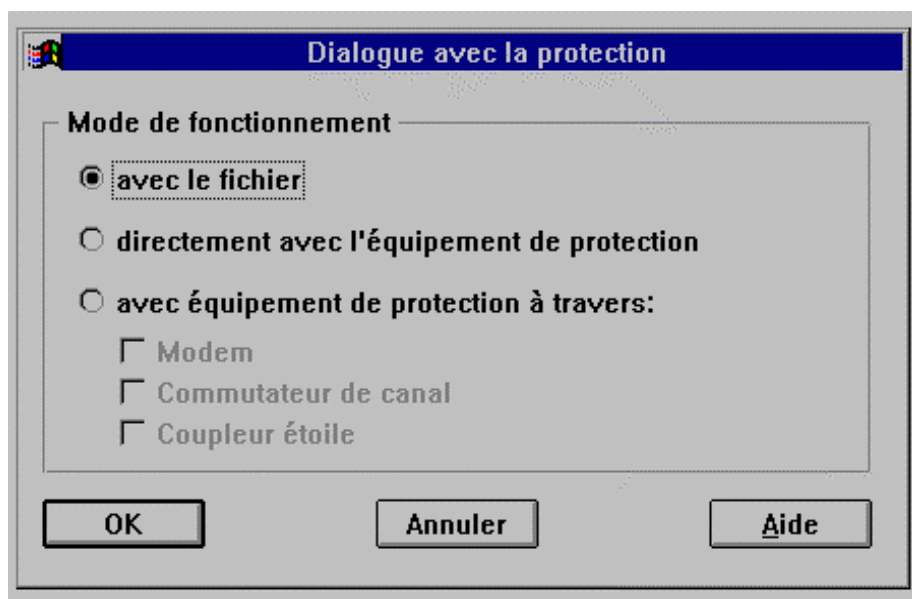 Dialogue avec la protection
Mode de fonctionnement
avec le fichier
directement avec l'équipement de protection
avec équipement de protection à travers:
Modem
Commutateur de canal
Coupleur étoile
OK
Annuler
Aide